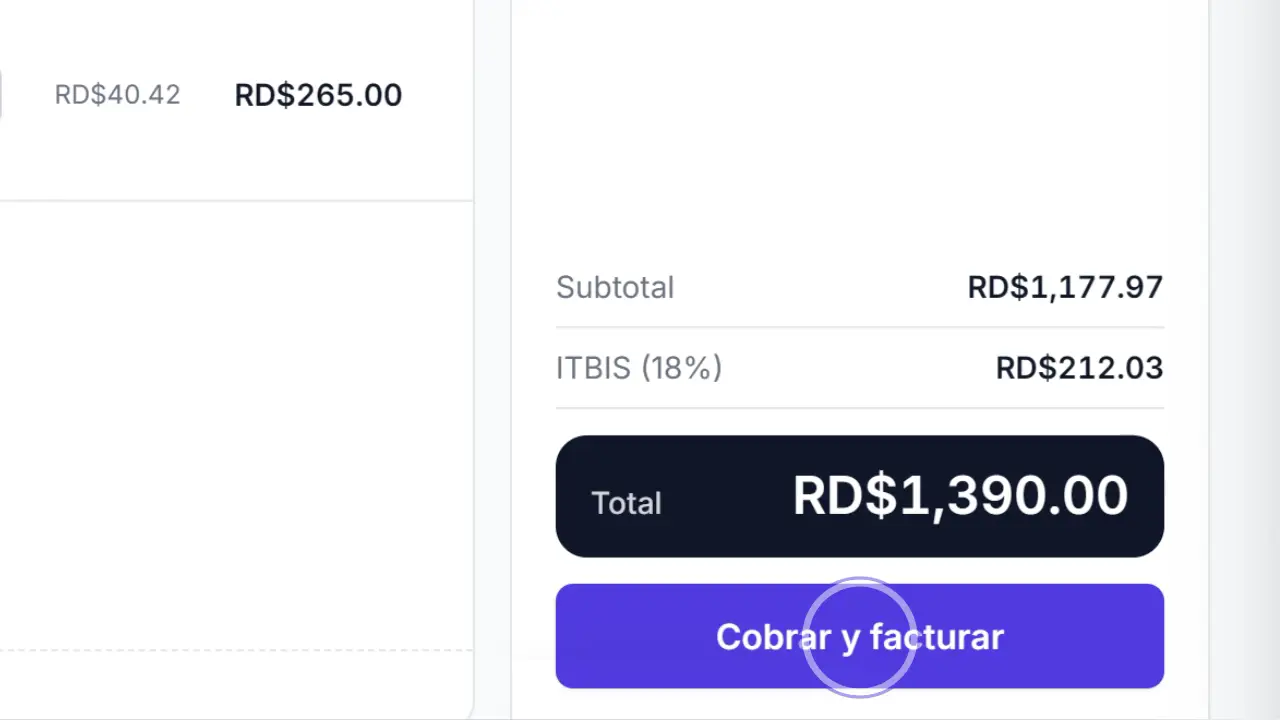 RD$40.42 RD$265.00
Subtotal RD$1,177.97
ITBIS (18%) RD$212.03
Total RD$1,390.00
Cobrar y facturar